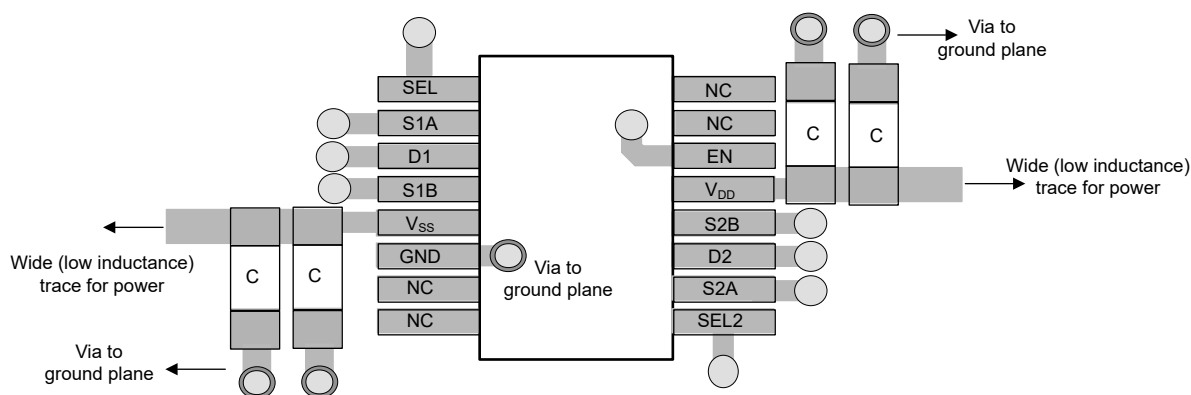 Via to
ground plane
SEL
NC
S1A
NC
C
C
D1
EN
Wide (low inductance)
trace for power
S1B
VDD
VSS
S2B
Wide (low inductance)
trace for power
GND
D2
C
C
Via to
ground plane
NC
S2A
NC
SEL2
Via to
ground plane